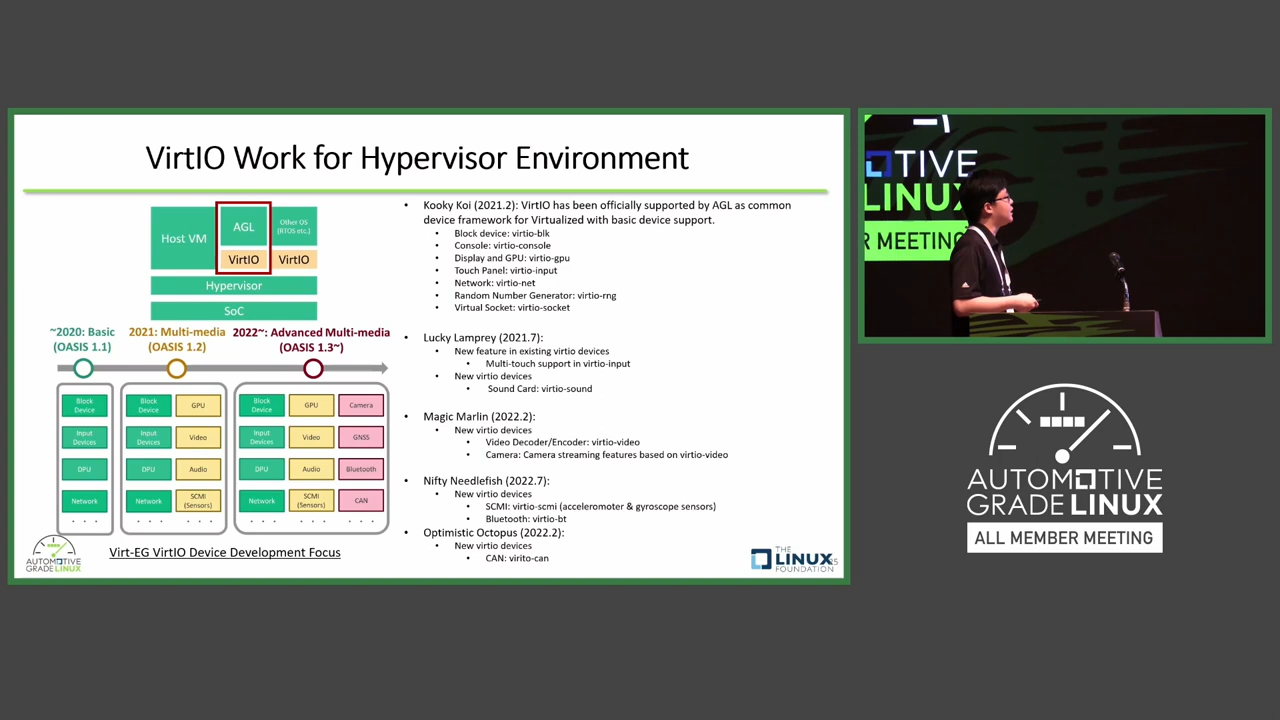 VirtIO Work for Hypervisor Environment
Host VM
AGL
Other OS
(RTOS etc.)
VirtIO
VirtIO
Hypervisor
SoC
~2020: Basic
(OASIS 1.1)
2021: Multi-media
(OASIS 1.2)
2022~: Advanced Multi-media
(OASIS 1.3~)
Block
Device
Input
Devices
DPU
Network
. . .
Block
Device
GPU
Input
Devices
Video
DPU
Audio
Network
SCMI
(Sensors)
. . .
. . .
Block
Device
GPU
Camera
Input
Devices
Video
GNSS
DPU
Audio
Bluetooth
Network
SCMI
(Sensors)
CAN
. . .
. . .
. . .
Virt-EG VirtIO Device Development Focus
AUTOMOTIVE
GRADE LINUX
• Kooky Koi (2021.2): VirtIO has been officially supported by AGL as common
device framework for Virtualized with basic device support.
• Block device: virtio-blk
• Console: virtio-console
• Display and GPU: virtio-gpu
• Touch Panel: virtio-input
• Network: virtio-net
• Random Number Generator: virtio-rng
• Virtual Socket: virtio-socket
• Lucky Lamprey (2021.7):
• New feature in existing virtio devices
• Multi-touch support in virtio-input
• New virtio devices
• Sound Card: virtio-sound
• Magic Marlin (2022.2):
• New virtio devices
• Video Decoder/Encoder: virtio-video
• Camera: Camera streaming features based on virtio-video
• Nifty Needlefish (2022.7):
• New virtio devices
• SCMI: virtio-scmi (acceleromoter & gyroscope sensors)
• Bluetooth: virtio-bt
• Optimistic Octopus (2022.2):
• New virtio devices
• CAN: virito-can
THE
LINUX
FOUNDATION
OTIVE
LINUX
R MEETING
AUTOMOTIVE
GRADE LINUX
ALL MEMBER MEETING